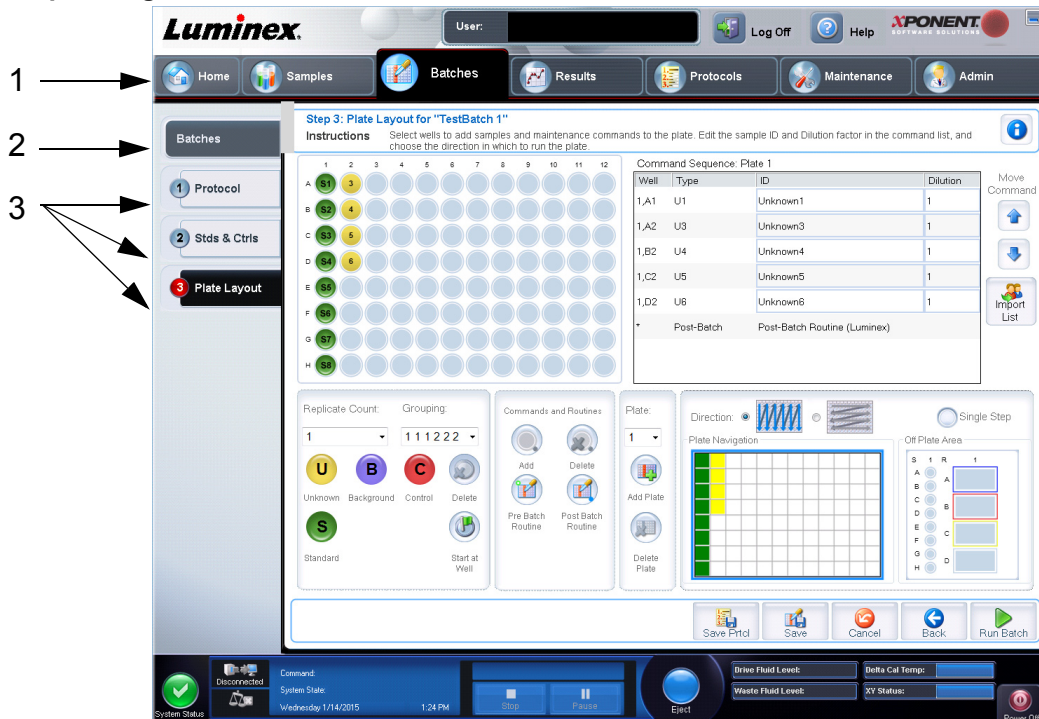 Luminex.
User:
Log Off
Help
XPONENT.
SOFTWARE SOLUTIONS
1
Home
Samples
Batches
Results
Protocols
Maintenance
Admin
2
Batches
3
1 Protocol
2 Stds & Ctrls
3 Plate Layout
Step 3: Plate Layout for "TestBatch 1"
Instructions Select wells to add samples and maintenance commands to the plate. Edit the sample ID and Dilution factor in the command list, and
choose the direction in which to run the plate.
1 2 3 4 5 6 7 8 9 10 11 12
A S1 3
B S2 4
C S3 5
D S4 6
E S5
F S6
G S7
H S8
Command Sequence: Plate 1
Well Type ID Dilution
1,A1 U1 Unknown1 1
1,A2 U3 Unknown3 1
1,B2 U4 Unknown4 1
1,C2 U5 Unknown5 1
1,D2 U6 Unknown6 1
* Post-Batch Post-Batch Routine (Luminex)
Move
Command
Import
List
Replicate Count: Grouping:
1 1 1 1 2 2 2
U B C
Unknown Background Control Delete
S
Standard
Start at
Well
Commands and Routines
Add Delete
Pre Batch
Routine
Post Batch
Routine
Plate:
1
Add Plate
Delete
Plate
Direction:
Single Step
Plate Navigation
Off Plate Area
S 1 R 1
A
B
C
D
E
F
G
H
A
B
C
D
Save Prtcl
Save
Cancel
Back
Run Batch
System Status
Disconnected
Command:
System State:
Wednesday 1/14/2015 1:24 PM
Stop
Pause
Eject
Drive Fluid Level:
Waste Fluid Level:
Delta Cal Temp:
XY Status:
Power Off